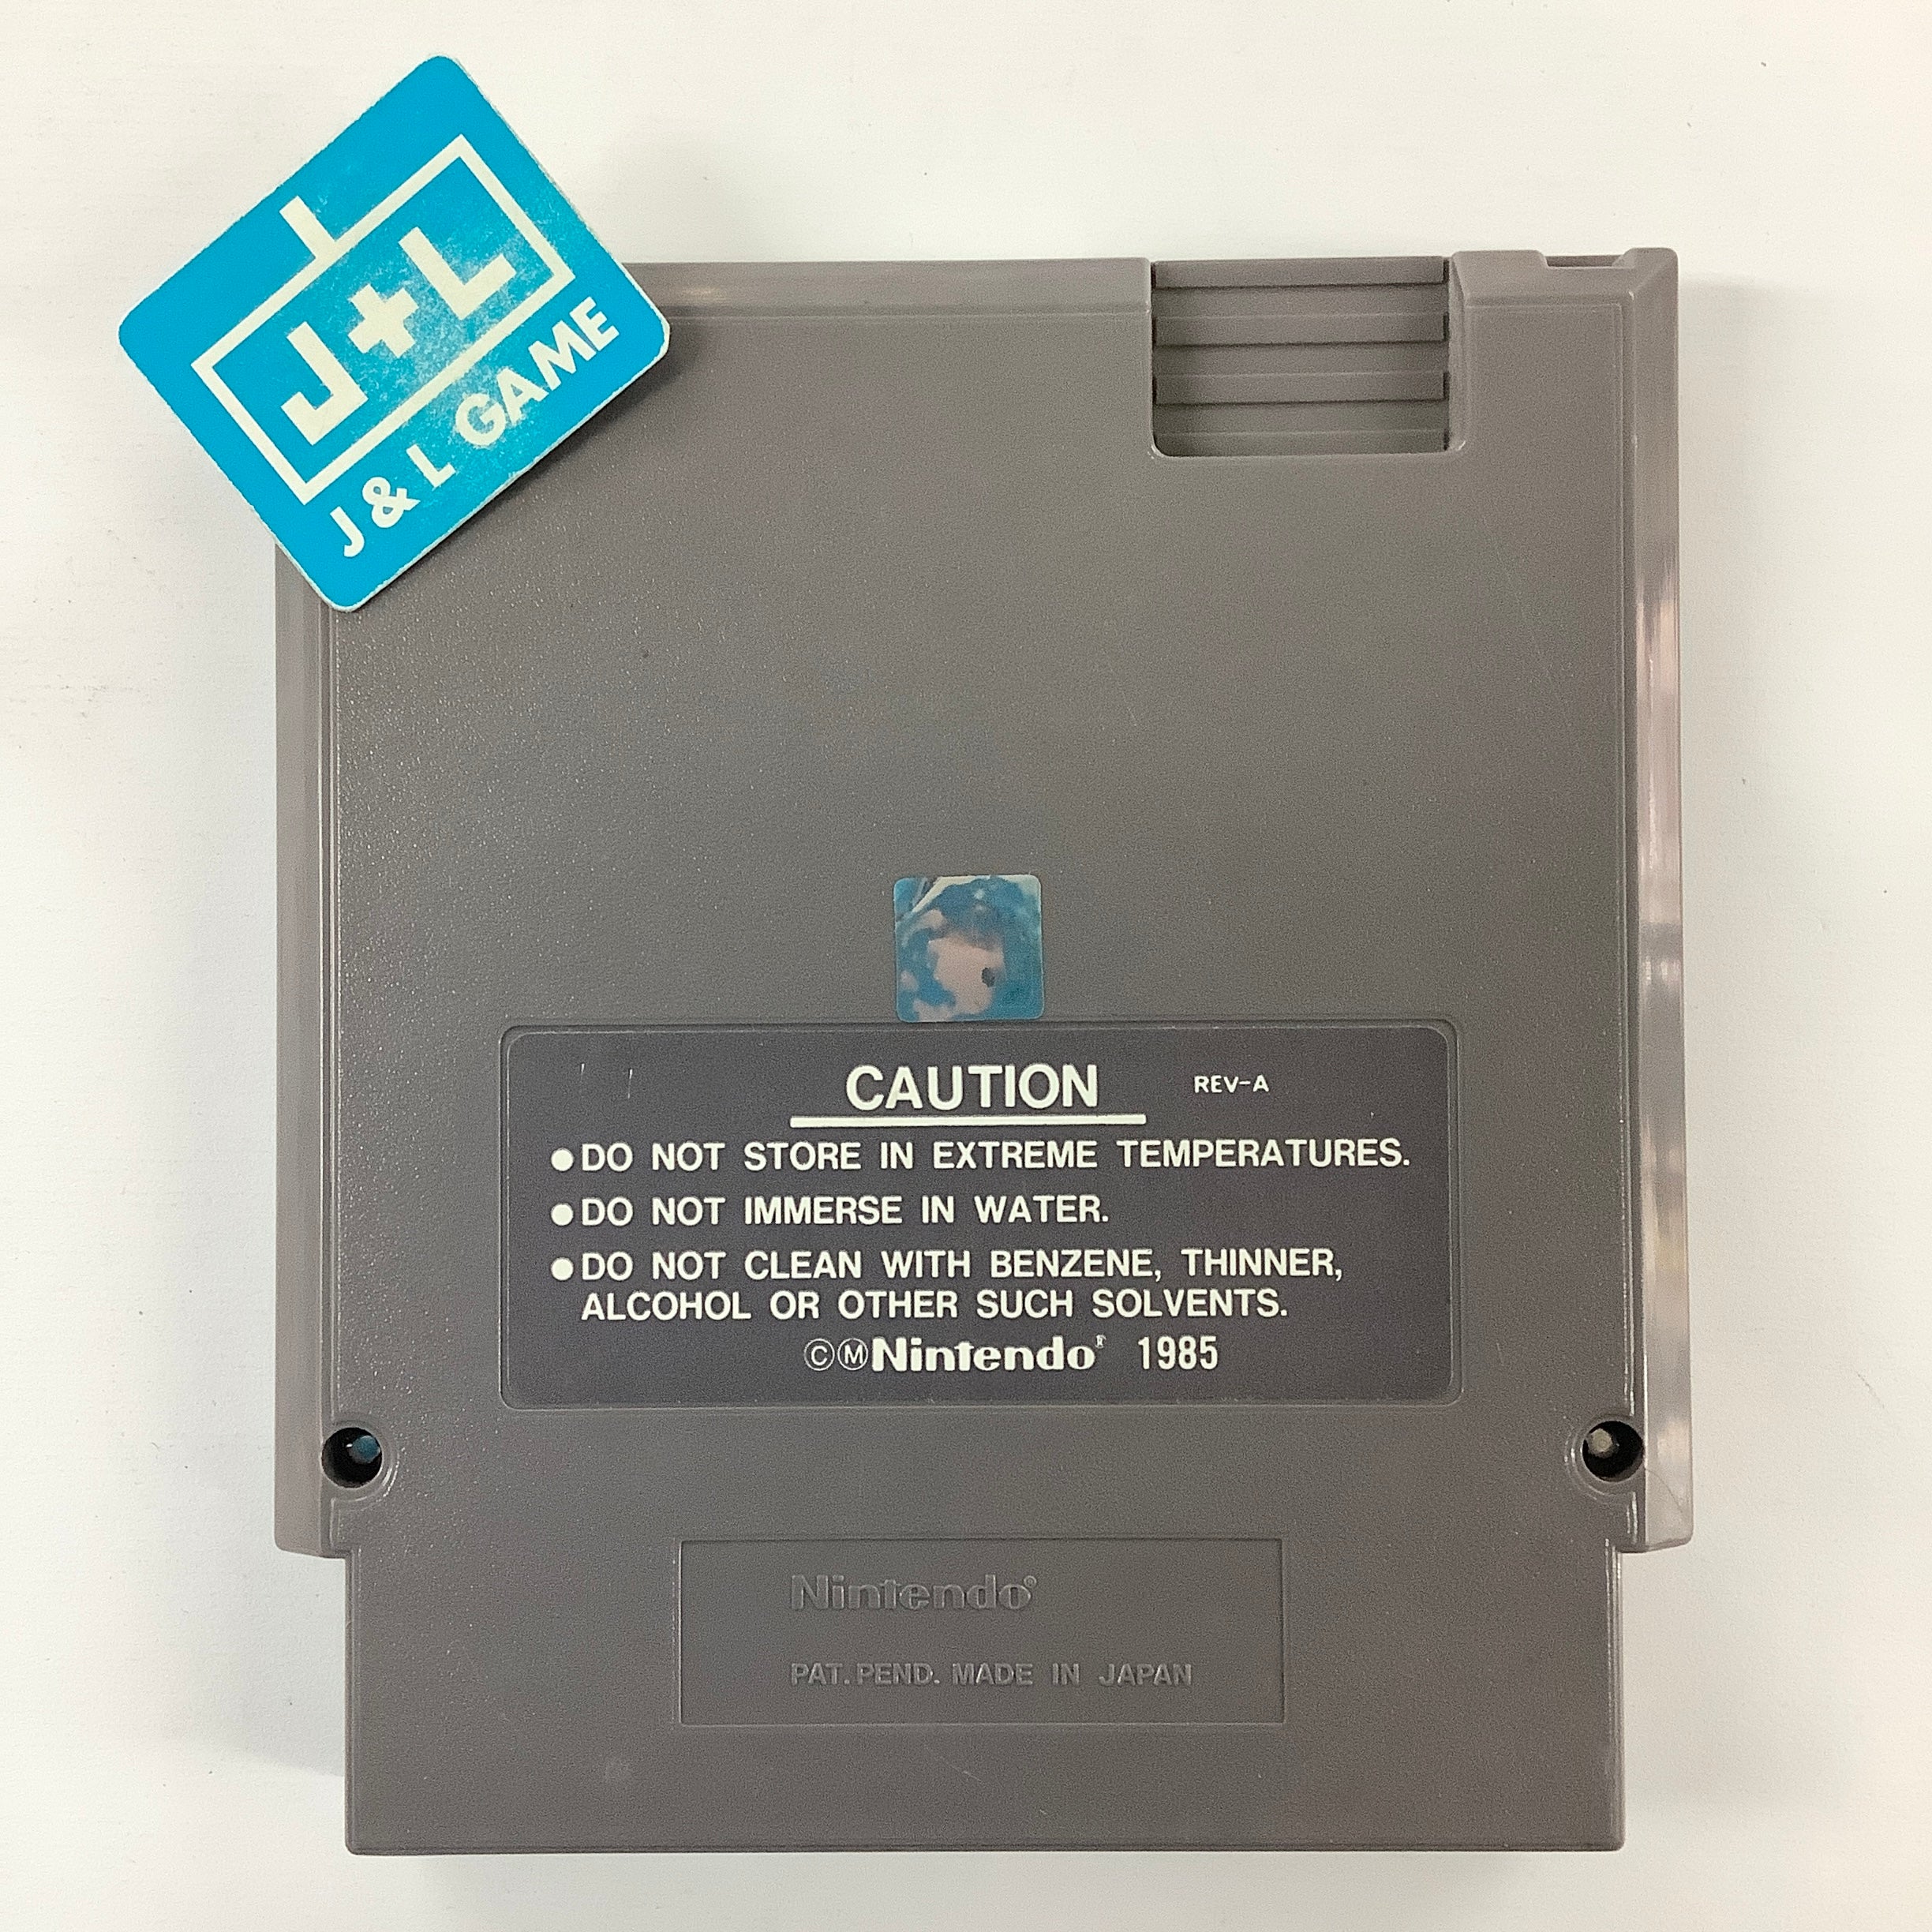 J+L
J & L GAME
CAUTION REV-A
●DO NOT STORE IN EXTREME TEMPERATURES.
●DO NOT IMMERSE IN WATER.
●DO NOT CLEAN WITH BENZENE, THINNER,
ALCOHOL OR OTHER SUCH SOLVENTS.
©ⓂNintendo® 1985
Nintendo®
PAT. PEND. MADE IN JAPAN